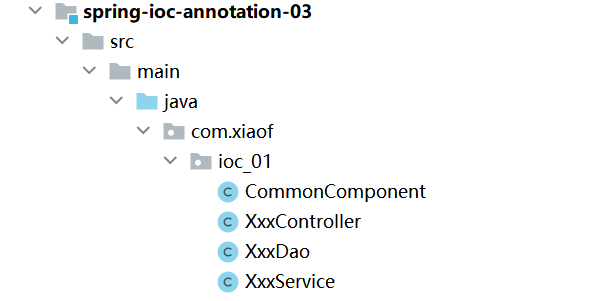 spring-ioc-annotation-03
src
main
java
com.xiaof
ioc_01
C CommonComponent
C XxxController
C XxxDao
C XxxService